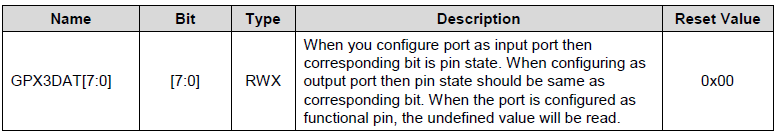 Name Bit Type Description Reset Value
When you configure port as input port then
corresponding bit is pin state. When configuring as
GPX3DAT[7:0] [7:0] RWX output port then pin state should be same as 0x00
corresponding bit. When the port is configured as
functional pin, the undefined value will be read.